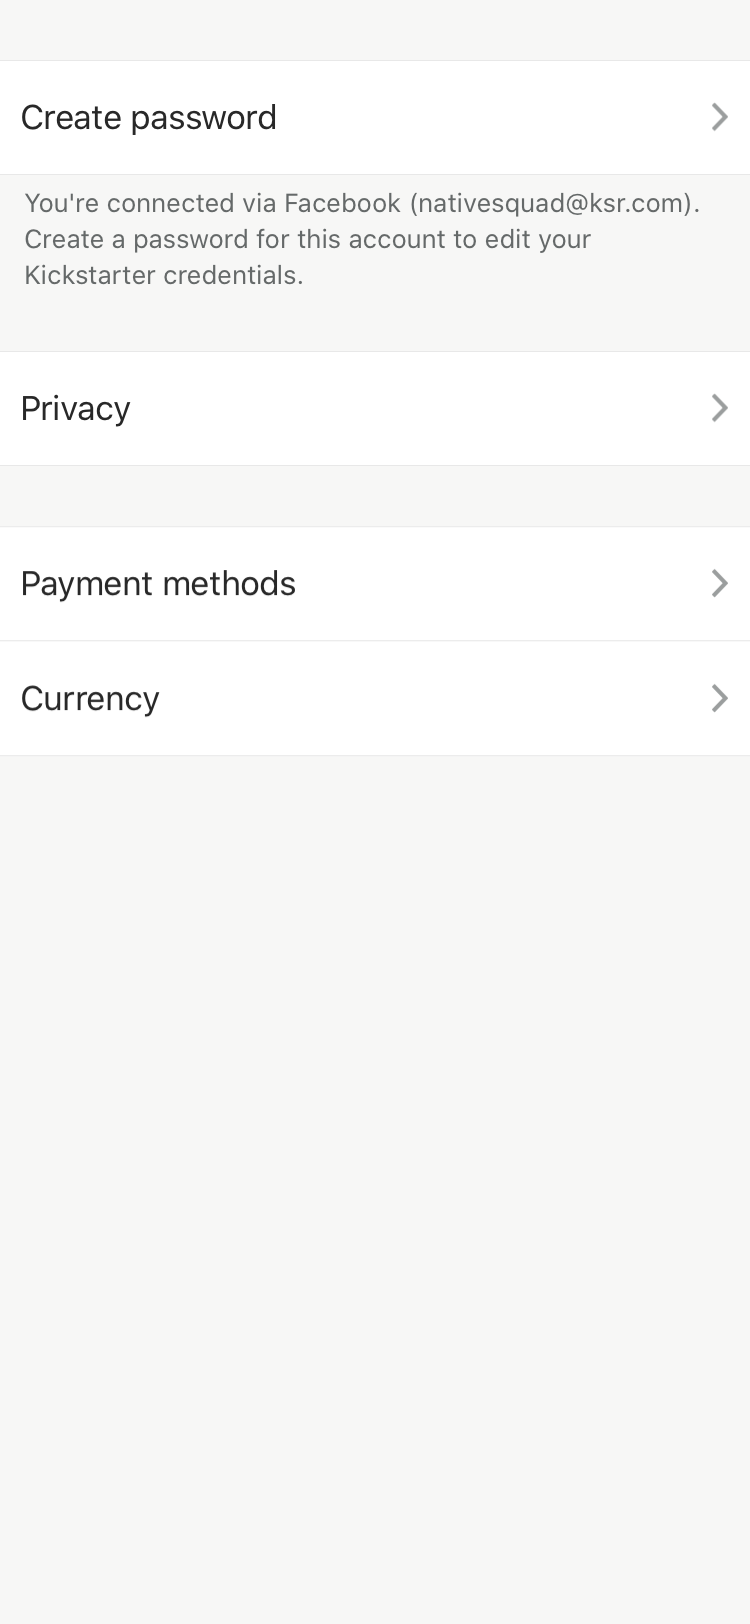 Create password
You're connected via Facebook (nativesquad@ksr.com).
Create a password for this account to edit your
Kickstarter credentials.
Privacy
Payment methods
Currency